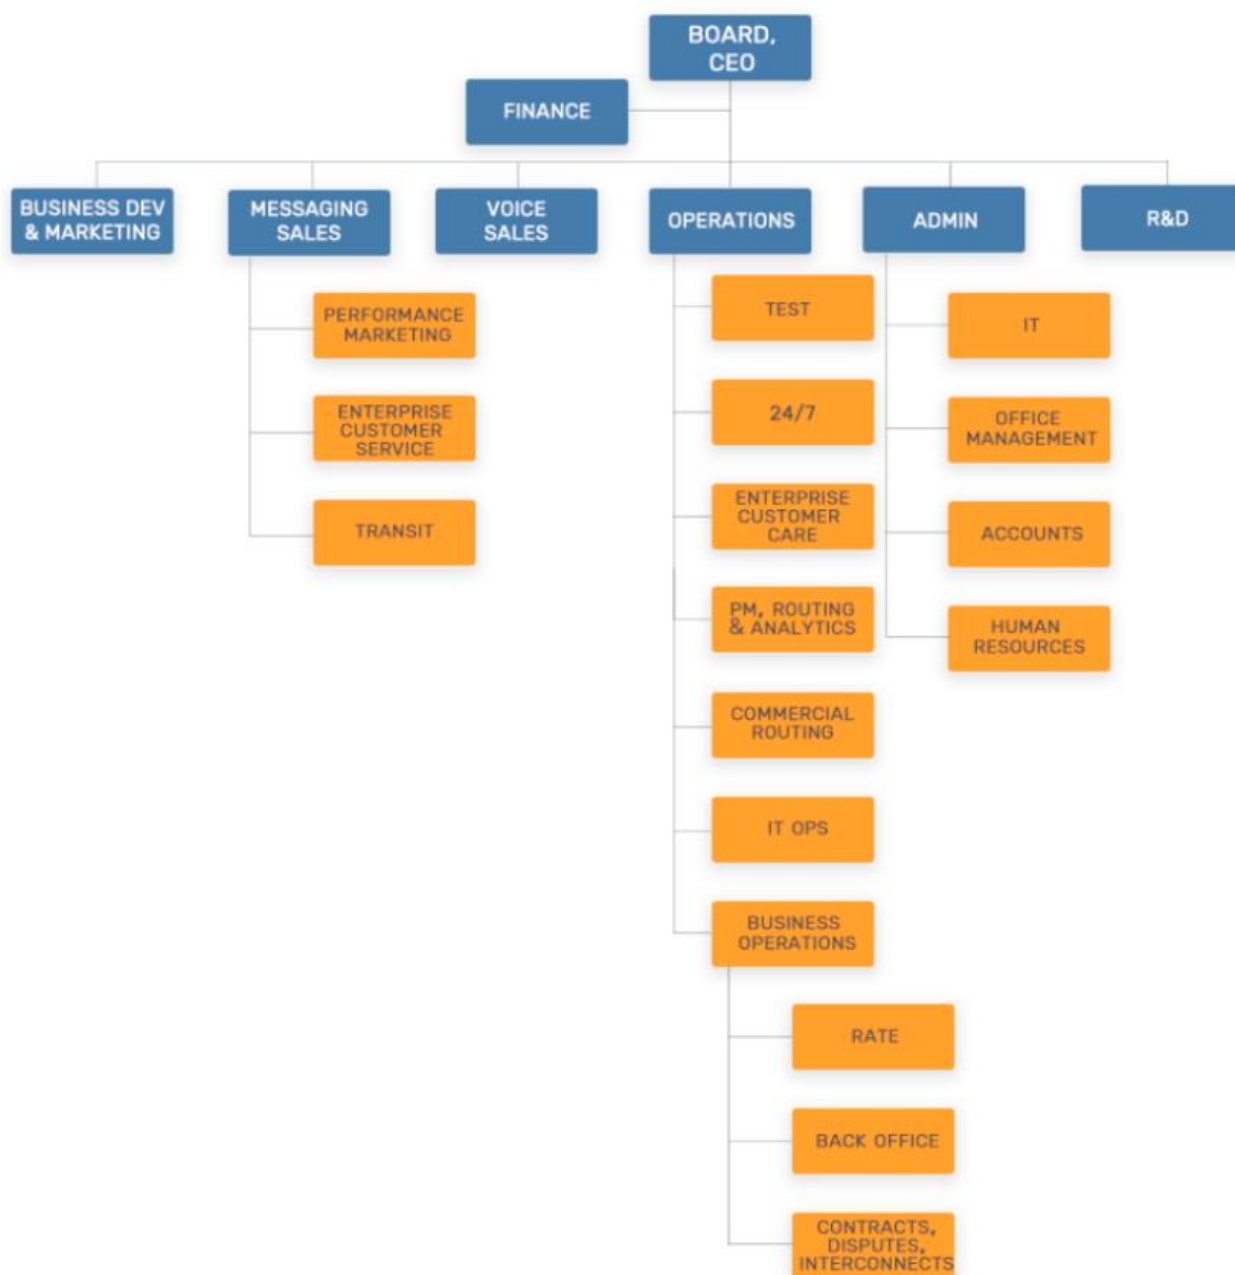 BOARD,
CEO
FINANCE
BUSINESS DEV
& MARKETING
MESSAGING
SALES
VOICE
SALES
OPERATIONS
ADMIN
R&D
PERFORMANCE
MARKETING
ENTERPRISE
CUSTOMER
SERVICE
TRANSIT
TEST
24/7
ENTERPRISE
CUSTOMER
CARE
PM, ROUTING
& ANALYTICS
COMMERCIAL
ROUTING
IT OPS
BUSINESS
OPERATIONS
RATE
BACK OFFICE
CONTRACTS,
DISPUTES,
INTERCONNECTS
IT
OFFICE
MANAGEMENT
ACCOUNTS
HUMAN
RESOURCES